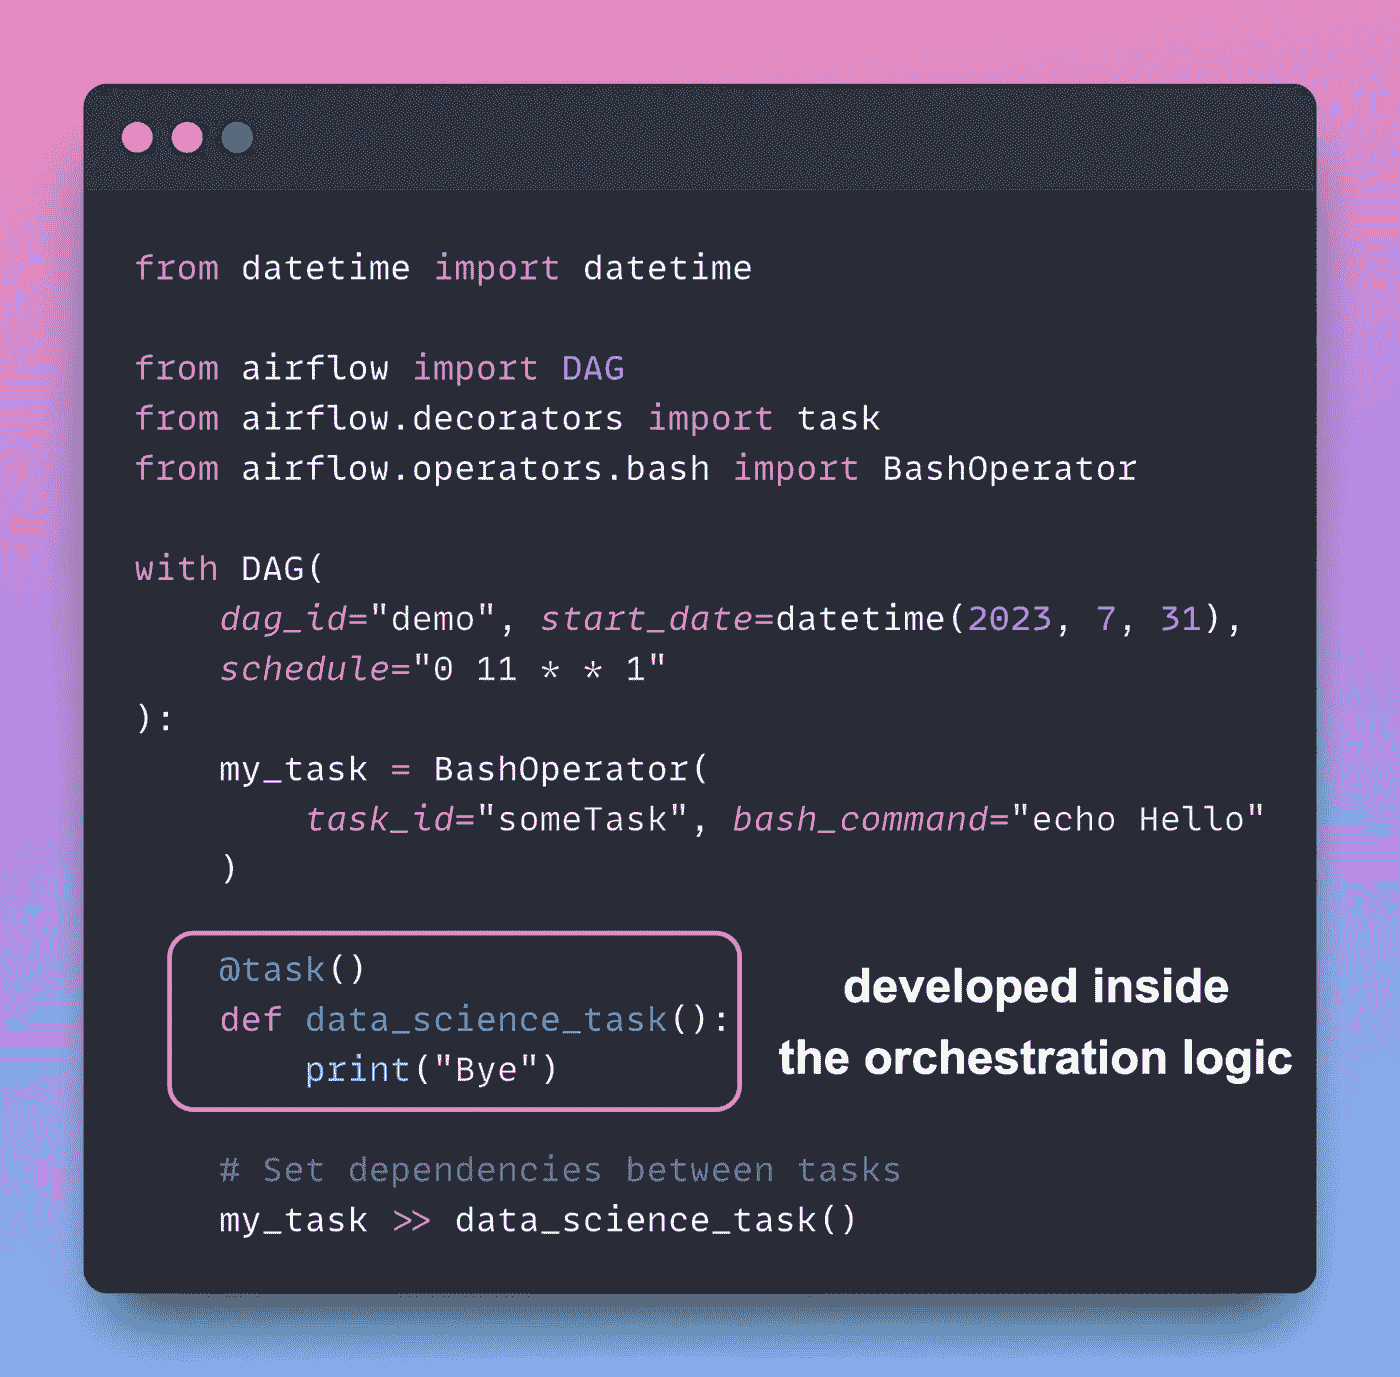 from datetime import datetime
from airflow import DAG
from airflow.decorators import task
from airflow.operators.bash import BashOperator
with DAG(
    dag_id="demo", start_date=datetime(2023, 7, 31),
    schedule="0 11 * * 1"
):
    my_task = BashOperator(
        task_id="someTask", bash_command="echo Hello"
    )
    @task()
    def data_science_task():
        print("Bye")
developed inside
the orchestration logic
    # Set dependencies between tasks
    my_task >> data_science_task()